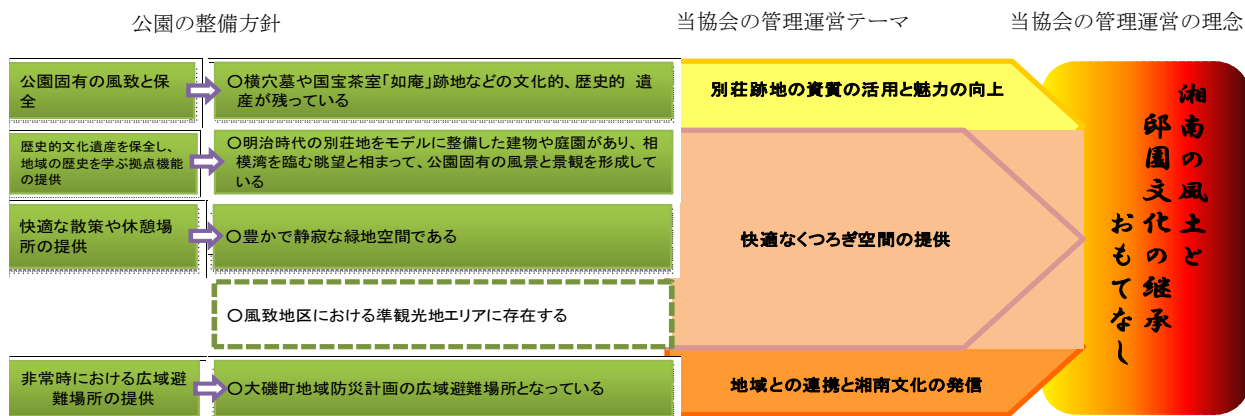 公園の整備方針
当協会の管理運営テーマ
当協会の管理運営の理念
公園固有の風致と保
全
〇横穴墓や国宝茶室「如庵」跡地などの文化的、歴史的 遺
産が残っている
歴史的文化遺産を保全し、
地域の歴史を学ぶ拠点機能
の提供
〇明治時代の別荘地をモデルに整備した建物や庭園があり、相
模湾を臨む眺望と相まって、公園固有の風景と景観を形成して
いる
快適な散策や休憩場
所の提供
〇豊かで静寂な緑地空間である
〇風致地区における準観光地エリアに存在する
非常時における広域避
難場所の提供
〇大磯町地域防災計画の広域避難場所となっている
別荘跡地の資質の活用と魅力の向上
快適なくつろぎ空間の提供
地域との連携と湘南文化の発信
湘南の風土と
邸園文化の継承
おもてなし